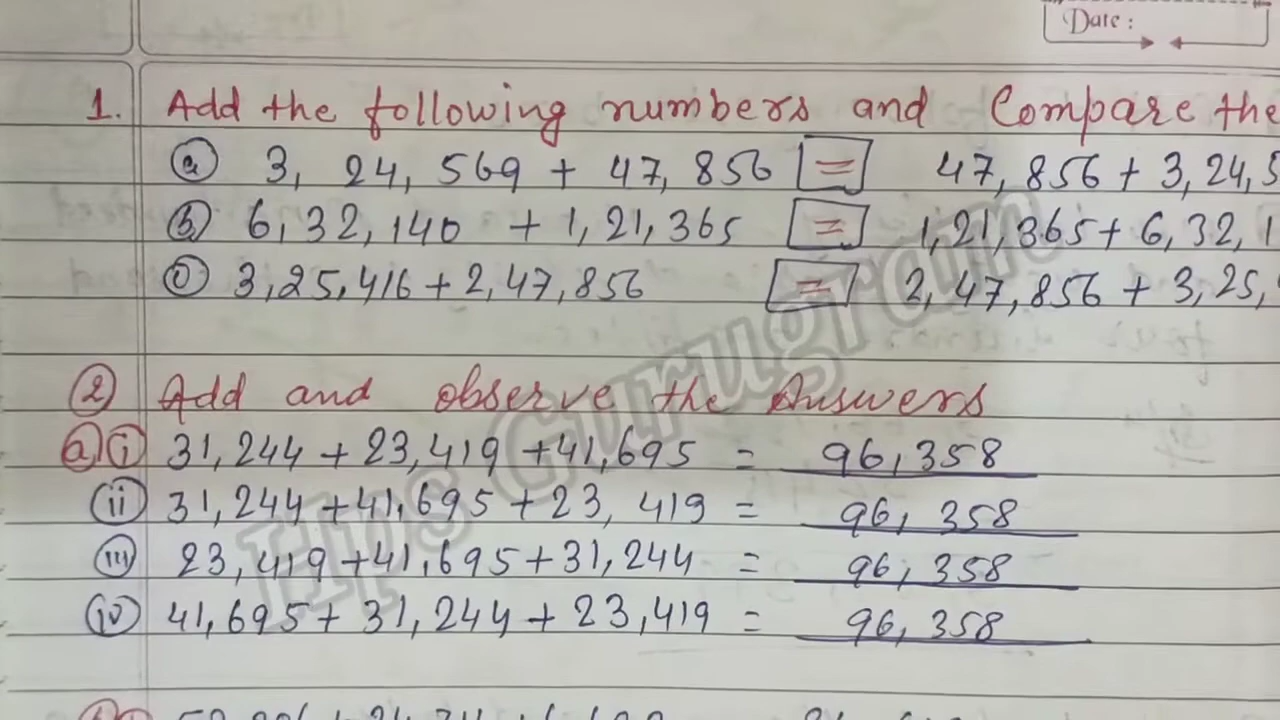 Date :
1. Add the following numbers and Compare the
(a) 3, 24, 569 + 47, 856 = 47, 856 + 3, 24, 5
(b) 6, 32, 140 + 1, 21, 365 = 1, 21, 365 + 6, 32, 1
(c) 3, 25, 416 + 2, 47, 856 = 2, 47, 856 + 3, 25,
(2) Add and observe the Answers
(a) (i) 31, 244 + 23, 419 + 41, 695 = 96, 358
(ii) 31, 244 + 41, 695 + 23, 419 = 96, 358
(iii) 23, 419 + 41, 695 + 31, 244 = 96, 358
(iv) 41, 695 + 31, 244 + 23, 419 = 96, 358
Hps Gurugram